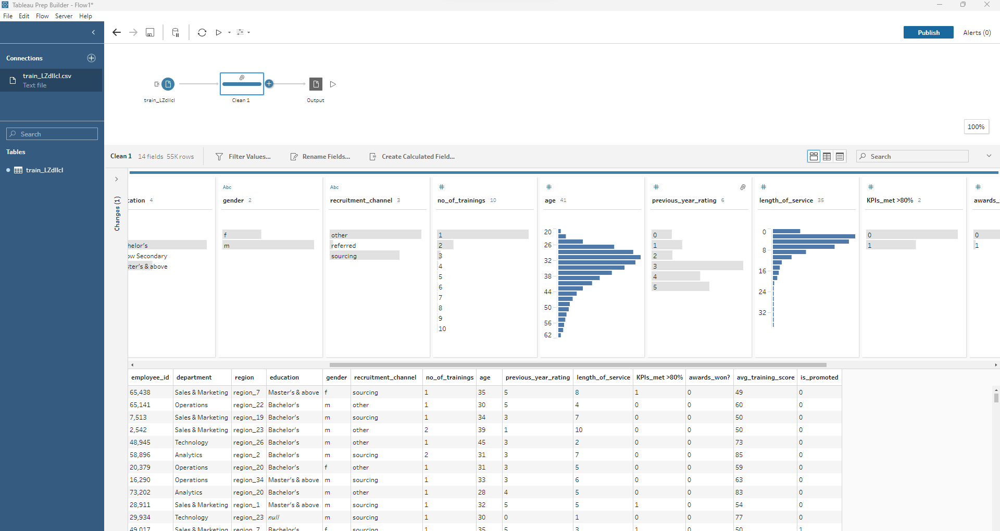 Tableau Prep Builder - Flow1*
File Edit Flow Server Help
Publish
Alerts (0)
Connections
train_LZdllcl.csv
Text file
Search
Tables
train_LZdllcl
train_LZdllcl
Clean 1
Output
100%
Clean 1 14 fields 55K rows Filter Values... Rename Fields... Create Calculated Field... Search
Changes (1)
cation 4
helor's
ow Secondary
ster's & above
Abc
gender 2
f
m
Abc
recruitment_channel 3
other
referred
sourcing
#
no_of_trainings 10
1
2
3
4
5
6
7
8
9
10
#
age 41
20
26
32
38
44
50
56
62
#
previous_year_rating 6
0
1
2
3
4
5
#
length_of_service 35
0
8
16
24
32
#
KPIs_met >80% 2
0
1
#
awards_
0
1
employee_id department region education gender recruitment_channel no_of_trainings age previous_year_rating length_of_service KPIs_met >80% awards_won? avg_training_score is_promoted
65,438 Sales & Marketing region_7 Master's & above f sourcing 1 35 5 8 1 0 49 0
65,141 Operations region_22 Bachelor's m other 1 30 5 4 0 0 60 0
7,513 Sales & Marketing region_19 Bachelor's m sourcing 1 34 3 7 0 0 50 0
2,542 Sales & Marketing region_23 Bachelor's m other 2 39 1 10 0 0 50 0
48,945 Technology region_26 Bachelor's m other 1 45 3 2 0 0 73 0
58,896 Analytics region_2 Bachelor's m sourcing 2 31 3 7 0 0 85 0
20,379 Operations region_20 Bachelor's f other 1 31 3 5 0 0 59 0
16,290 Operations region_34 Master's & above m sourcing 1 33 3 6 0 0 63 0
73,202 Analytics region_20 Bachelor's m other 1 28 4 5 0 0 83 0
28,911 Sales & Marketing region_1 Master's & above m sourcing 1 32 5 5 1 0 54 0
29,934 Technology region_23 null m sourcing 1 30 0 1 0 0 77 0
49,017 Sales & Marketing region_7 Bachelor's f sourcing 1 35 5 3 1 0 50 1